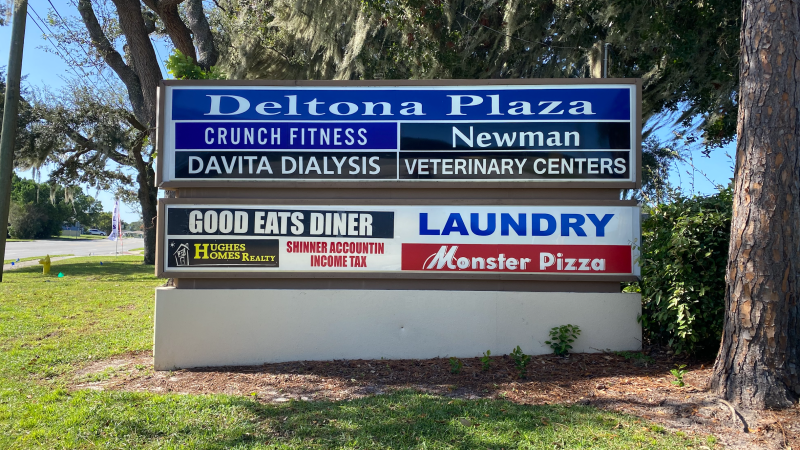 Deltona Plaza
CRUNCH FITNESS
Newman
DAVITA DIALYSIS
VETERINARY CENTERS
GOOD EATS DINER
LAUNDRY
HUGHES
HOMES REALTY
SHINNER ACCOUNTIN
INCOME TAX
Monster Pizza